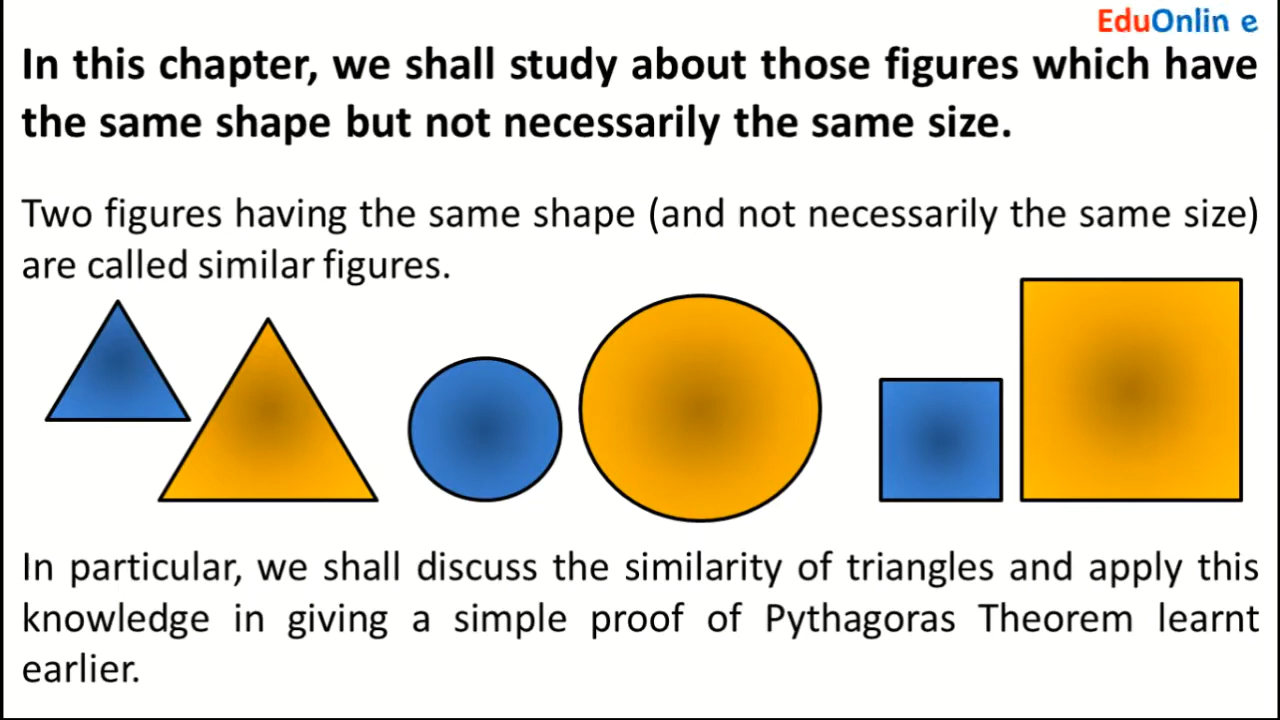 EduOnlin e
In this chapter, we shall study about those figures which have
the same shape but not necessarily the same size.
Two figures having the same shape (and not necessarily the same size)
are called similar figures.
In particular, we shall discuss the similarity of triangles and apply this
knowledge in giving a simple proof of Pythagoras Theorem learnt
earlier.